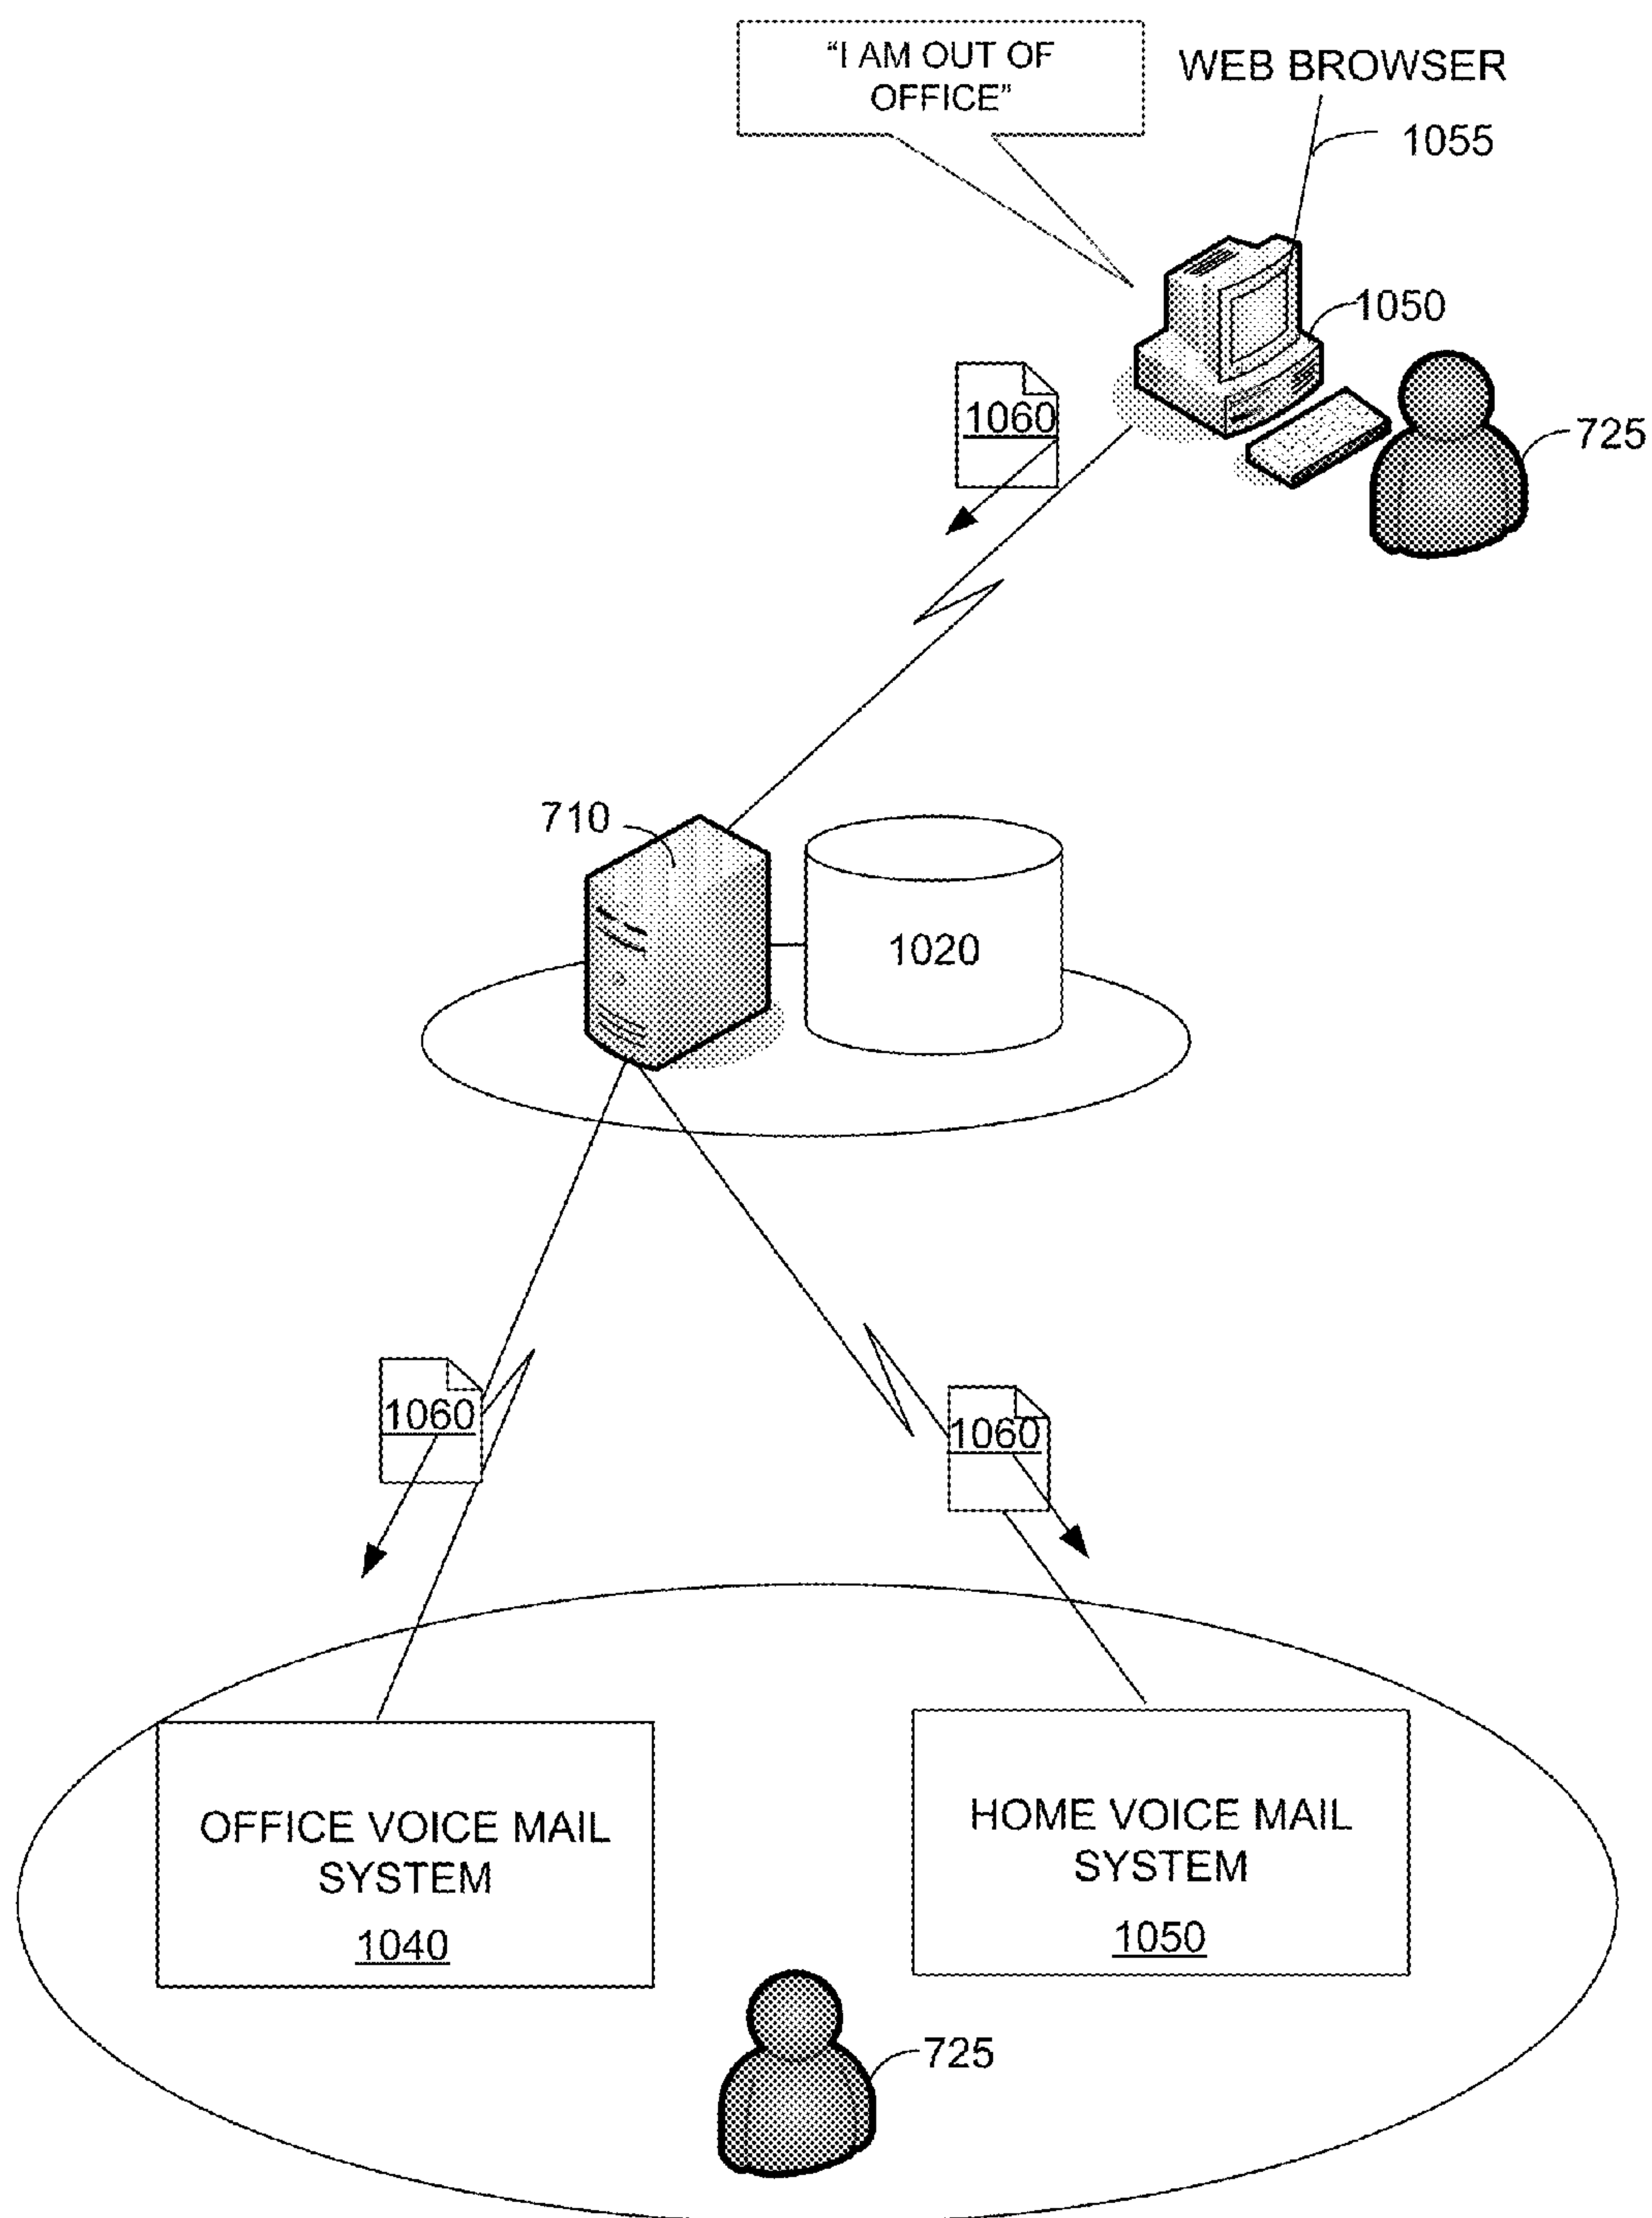 “I AM OUT OF
OFFICE”
WEB BROWSER
1055
1050
1060
725
710
1020
1060
1060
OFFICE VOICE MAIL
SYSTEM
1040
HOME VOICE MAIL
SYSTEM
1050
725